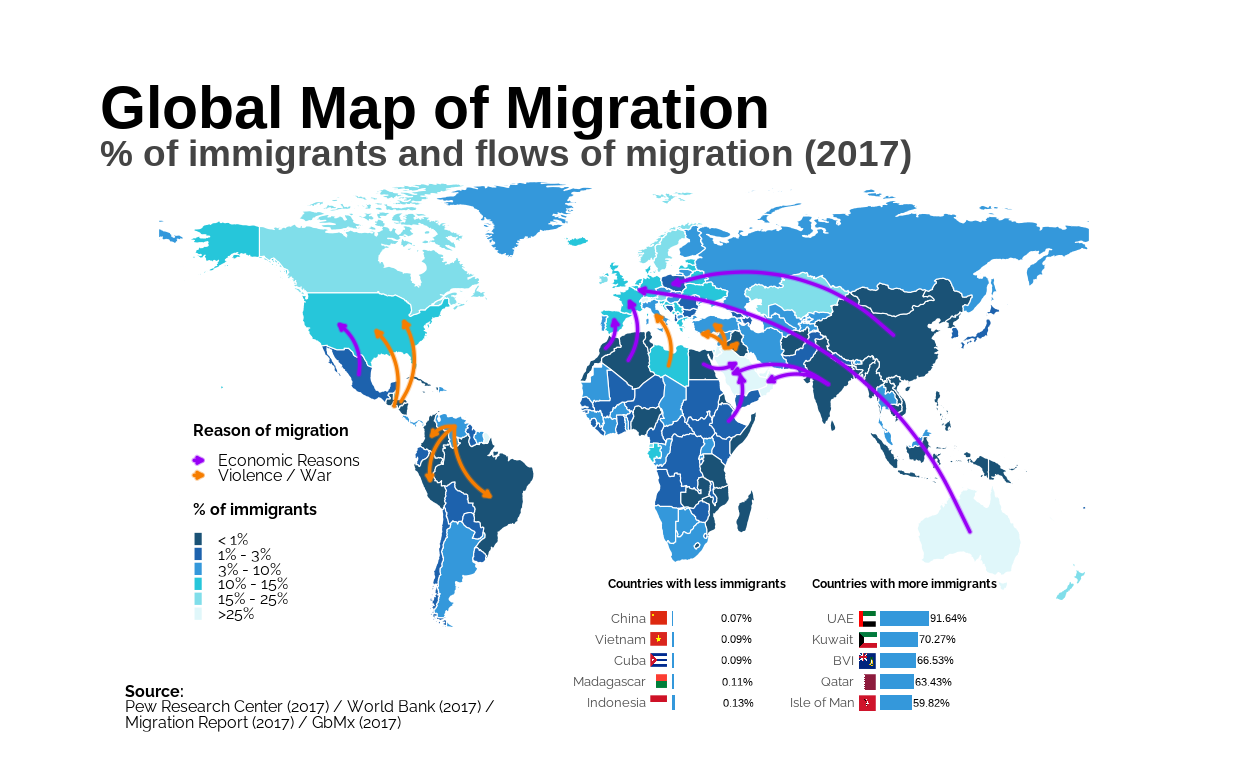 Global Map of Migration
% of immigrants and flows of migration (2017)
Reason of migration
Economic Reasons
Violence / War
% of immigrants
< 1%
1% - 3%
3% - 10%
10% - 15%
15% - 25%
>25%
Countries with less immigrants
China 0.07%
Vietnam 0.09%
Cuba 0.09%
Madagascar 0.11%
Indonesia 0.13%
Countries with more immigrants
UAE 91.64%
Kuwait 70.27%
BVI 66.53%
Qatar 63.43%
Isle of Man 59.82%
Source:
Pew Research Center (2017) / World Bank (2017) /
Migration Report (2017) / GbMx (2017)